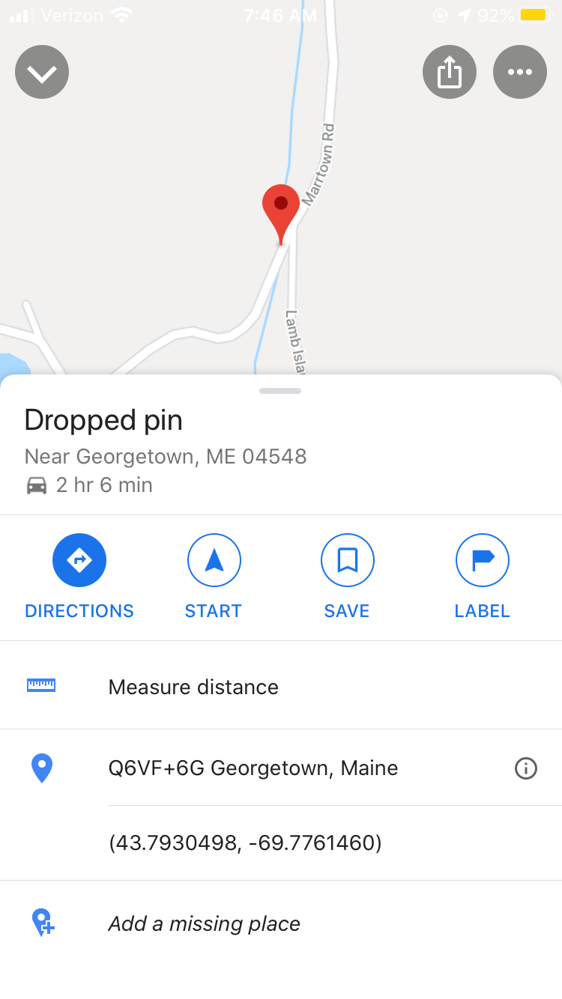 Verizon 7:46 AM 92%
Marrtown Rd
Lamb Isla
Dropped pin
Near Georgetown, ME 04548
2 hr 6 min
DIRECTIONS START SAVE LABEL
Measure distance
Q6VF+6G Georgetown, Maine
(43.7930498, -69.7761460)
Add a missing place